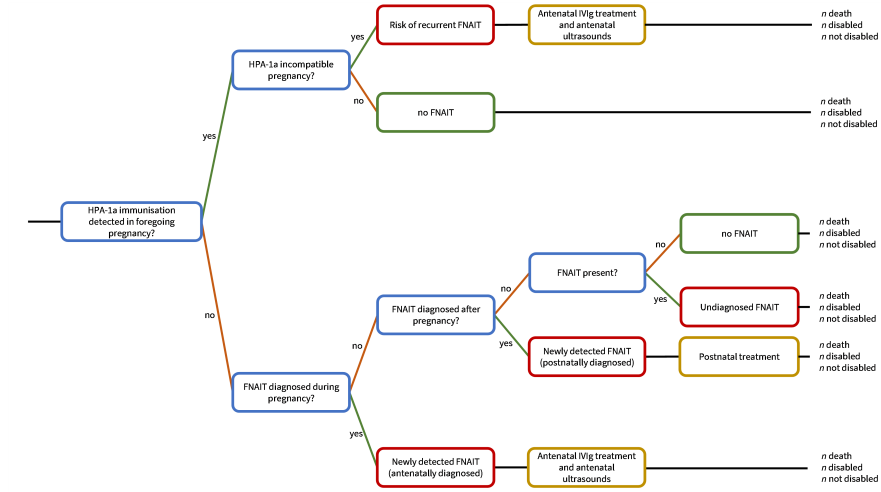 yes
Risk of recurrent FNAIT
Antenatal IVIg treatment
and antenatal
ultrasounds
n death
n disabled
n not disabled
HPA-1a incompatible
pregnancy?
no
no FNAIT
n death
n disabled
n not disabled
yes
HPA-1a immunisation
detected in foregoing
pregnancy?
no
no
no FNAIT
n death
n disabled
n not disabled
no
FNAIT present?
yes
Undiagnosed FNAIT
n death
n disabled
n not disabled
FNAIT diagnosed after
pregnancy?
yes
Newly detected FNAIT
(postnatally diagnosed)
Postnatal treatment
n death
n disabled
n not disabled
no
FNAIT diagnosed during
pregnancy?
yes
Newly detected FNAIT
(antenatally diagnosed)
Antenatal IVIg treatment
and antenatal
ultrasounds
n death
n disabled
n not disabled